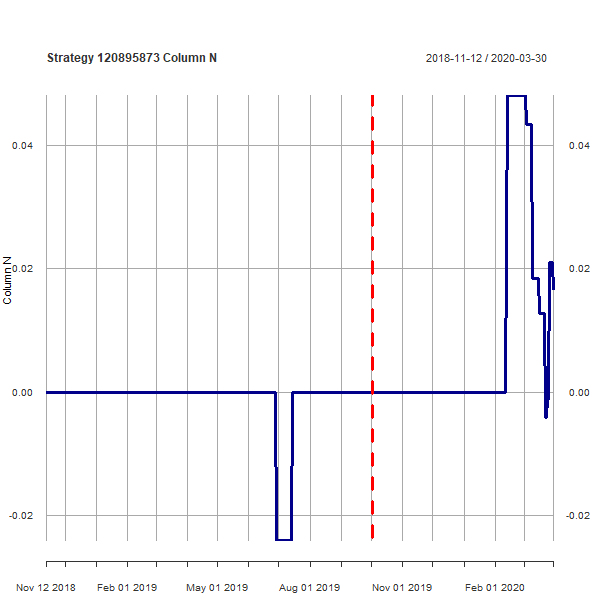 Strategy 120895873 Column N
2018-11-12 / 2020-03-30
0.04
0.04
0.02
0.02
Column N
0.00
0.00
-0.02
-0.02
Nov 12 2018
Feb 01 2019
May 01 2019
Aug 01 2019
Nov 01 2019
Feb 01 2020